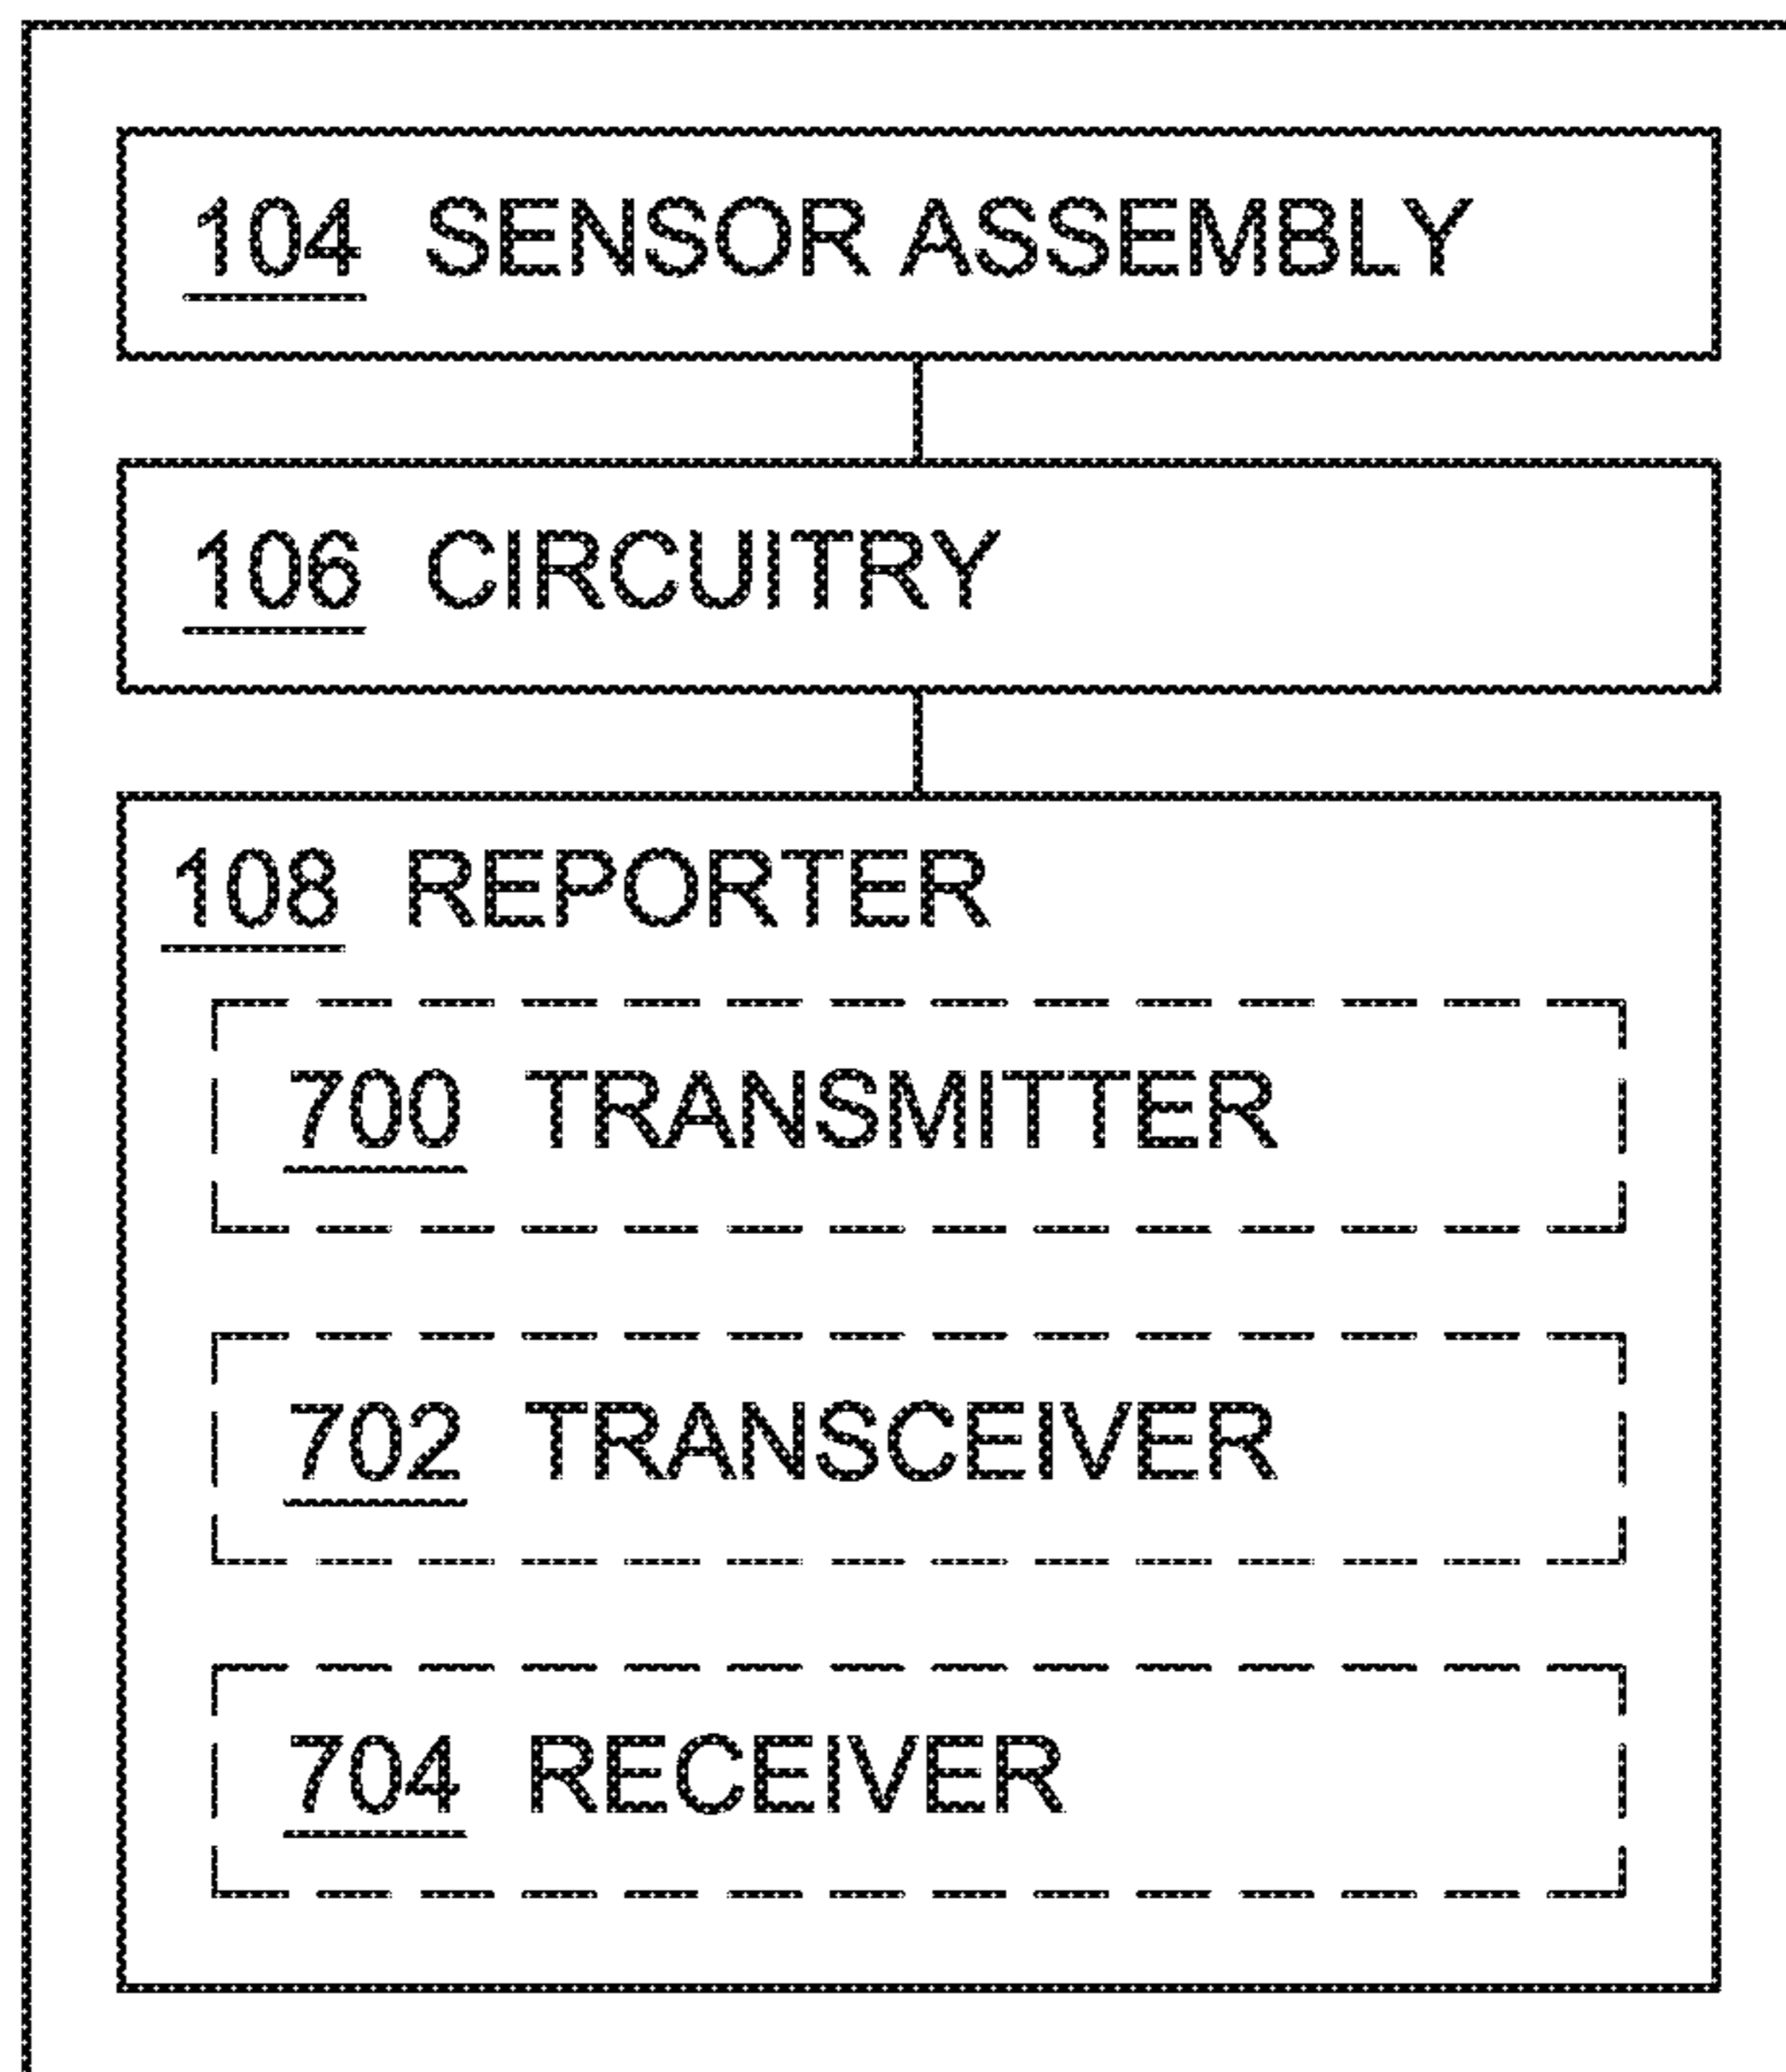 104 SENSOR ASSEMBLY
106 CIRCUITRY
108 REPORTER
700 TRANSMITTER
702 TRANSCEIVER
704 RECEIVER